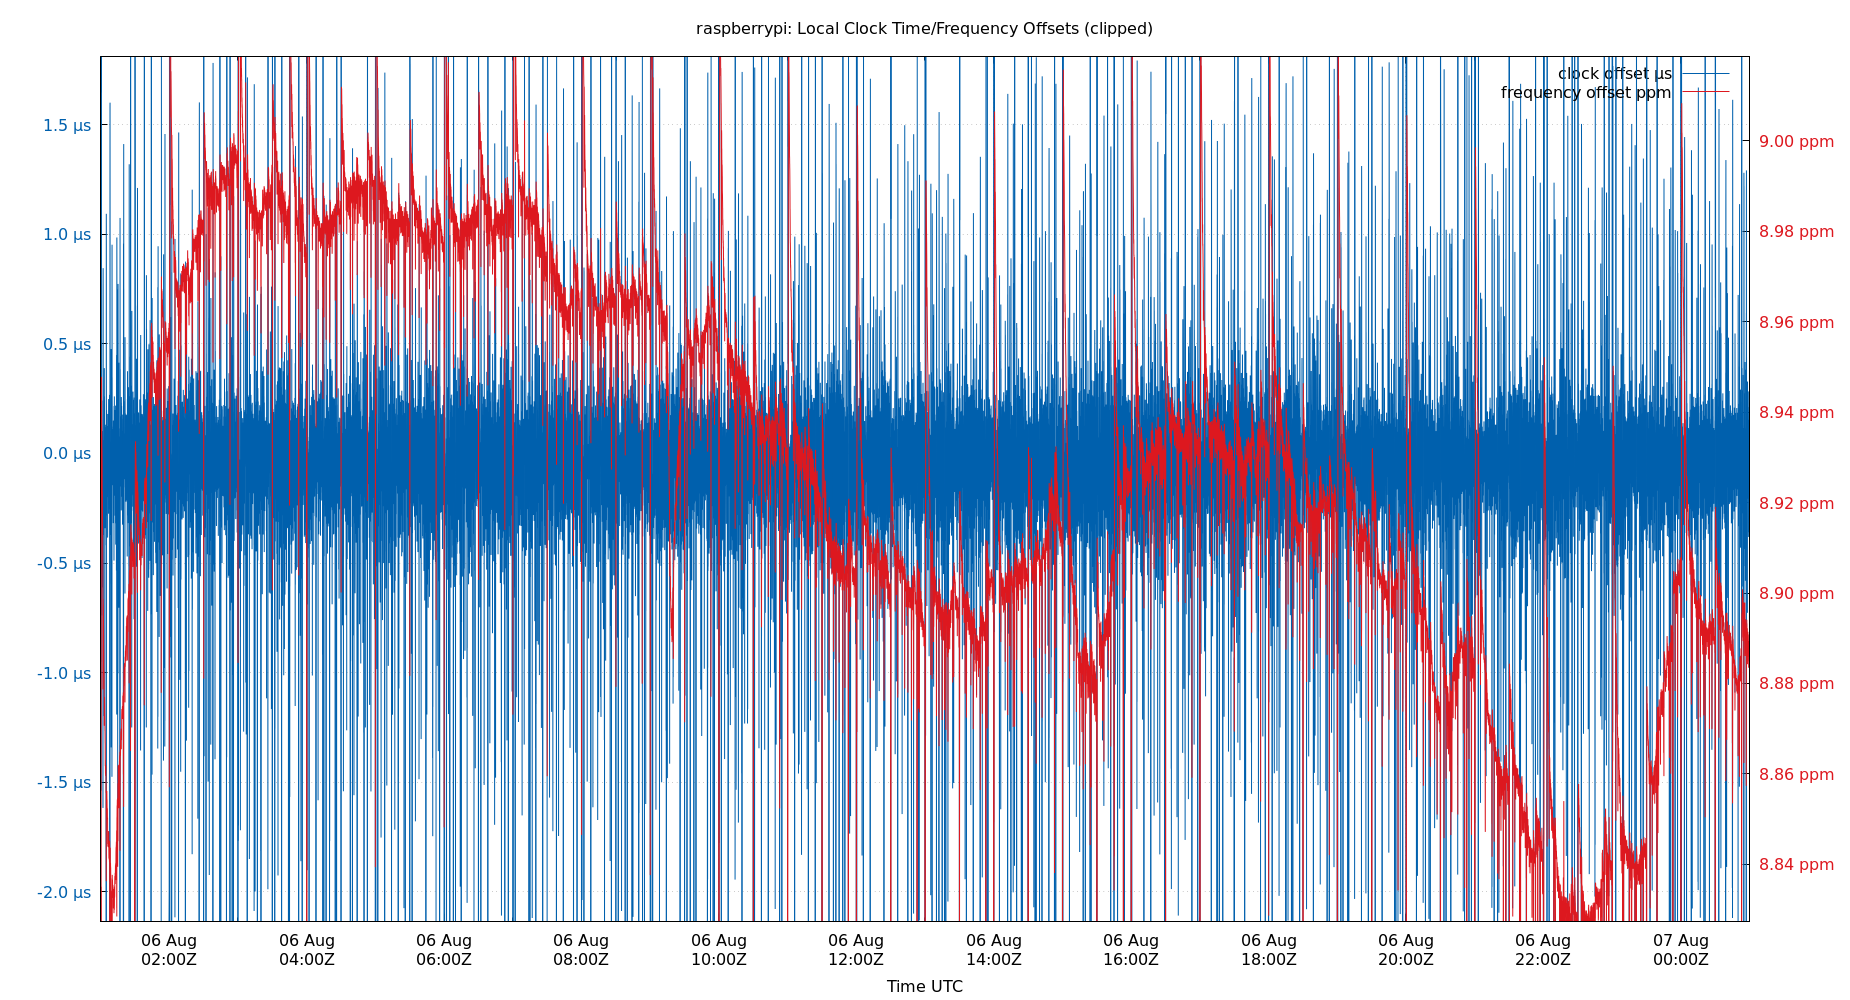 raspberrypi: Local Clock Time/Frequency Offsets (clipped)
clock offset µs
frequency offset ppm
1.5 µs
1.0 µs
0.5 µs
0.0 µs
-0.5 µs
-1.0 µs
-1.5 µs
-2.0 µs
9.00 ppm
8.98 ppm
8.96 ppm
8.94 ppm
8.92 ppm
8.90 ppm
8.88 ppm
8.86 ppm
8.84 ppm
06 Aug 06 Aug 06 Aug 06 Aug 06 Aug 06 Aug 06 Aug 06 Aug 06 Aug 06 Aug 06 Aug 07 Aug
02:00Z 04:00Z 06:00Z 08:00Z 10:00Z 12:00Z 14:00Z 16:00Z 18:00Z 20:00Z 22:00Z 00:00Z
Time UTC